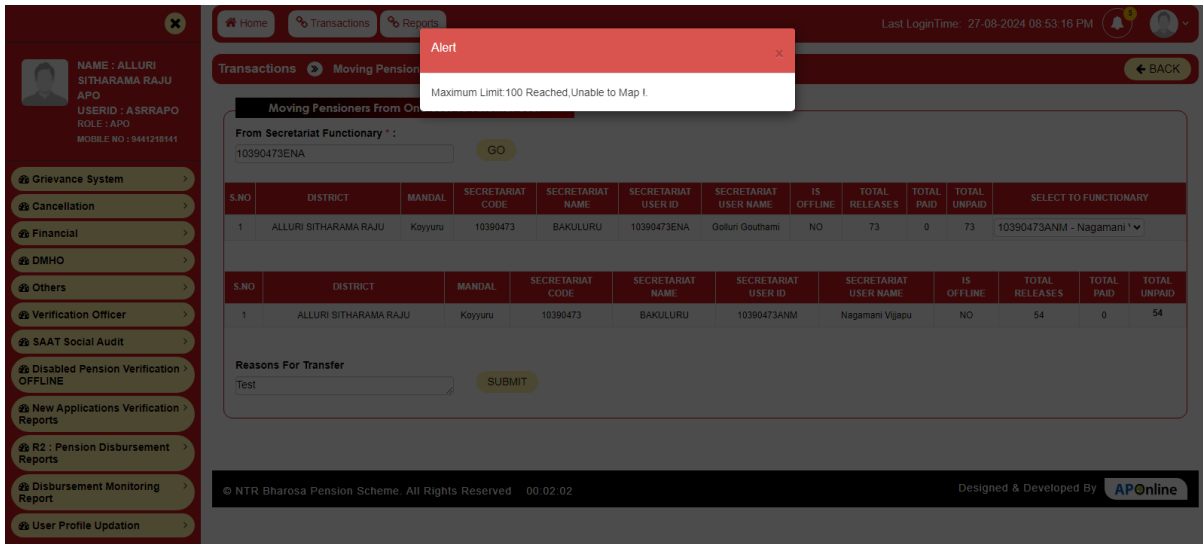 Home
Transactions
Reports
Last LoginTime: 27-08-2024 08:53:16 PM
Alert
×
Maximum Limit:100 Reached,Unable to Map !.
NAME : ALLURI
SITHARAMA RAJU
APO
USERID : ASRRAPO
ROLE : APO
MOBILE NO : 9441218141
Grievance System
Cancellation
Financial
DMHO
Others
Verification Officer
SAAT Social Audit
Disabled Pension Verification
OFFLINE
New Applications Verification
Reports
R2 : Pension Disbursement
Reports
Disbursement Monitoring
Report
User Profile Updation
Transactions Moving Pension
BACK
Moving Pensioners From On
From Secretariat Functionary * :
10390473ENA GO
S.NO DISTRICT MANDAL SECRETARIAT CODE SECRETARIAT NAME SECRETARIAT USER ID SECRETARIAT USER NAME IS OFFLINE TOTAL RELEASES TOTAL PAID TOTAL UNPAID SELECT TO FUNCTIONARY
1 ALLURI SITHARAMA RAJU Koyyuru 10390473 BAKULURU 10390473ENA Golluri Gouthami NO 73 0 73 10390473ANM - Nagamani
S.NO DISTRICT MANDAL SECRETARIAT CODE SECRETARIAT NAME SECRETARIAT USER ID SECRETARIAT USER NAME IS OFFLINE TOTAL RELEASES TOTAL PAID TOTAL UNPAID
1 ALLURI SITHARAMA RAJU Koyyuru 10390473 BAKULURU 10390473ANM Nagamani Vijjapu NO 54 0 54
Reasons For Transfer
Test SUBMIT
© NTR Bharosa Pension Scheme. All Rights Reserved 00:02:02
Designed & Developed By APOnline